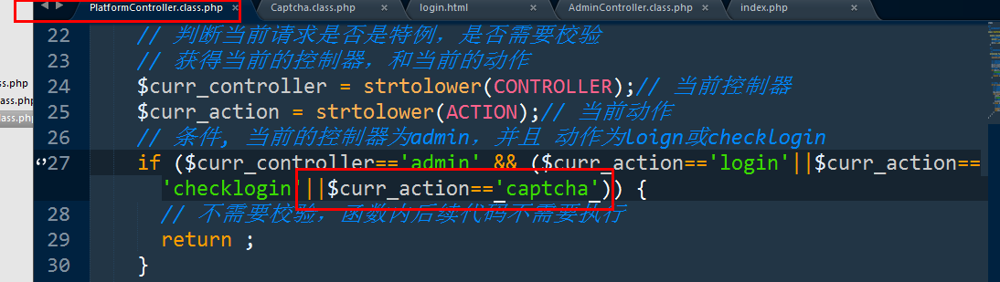 PlatformController.class.php × Captcha.class.php × login.html × AdminController.class.php × index.php ×
22 // 判断当前请求是否是特例，是否需要校验
23 // 获得当前的控制器，和当前的动作
ss.php
24 $curr_controller = strtolower(CONTROLLER);// 当前控制器
ass.php
25 $curr_action = strtolower(ACTION);// 当前动作
class.php
26 // 条件, 当前的控制器为admin，并且 动作为loign或checklogin
27 if ($curr_controller=='admin' && ($curr_action=='login'||$curr_action==
'checklogin'||$curr_action=='captcha')) {
28 // 不需要校验，函数内后续代码不需要执行
29 return ;
30 }